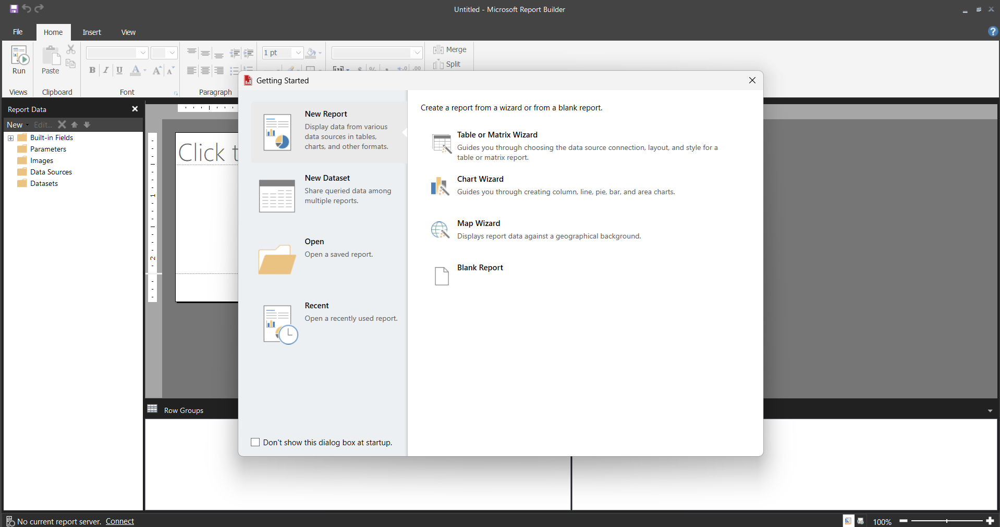 Untitled - Microsoft Report Builder
File
Home
Insert
View
Run
Paste
1 pt
Merge
Split
Views
Clipboard
Font
Paragraph
Report Data
New
Edit...
Built-in Fields
Parameters
Images
Data Sources
Datasets
Click t
1
2
Getting Started
New Report
Display data from various
data sources in tables,
charts, and other formats.
New Dataset
Share queried data among
multiple reports.
Open
Open a saved report.
Recent
Open a recently used report.
Don't show this dialog box at startup.
Create a report from a wizard or from a blank report.
Table or Matrix Wizard
Guides you through choosing the data source connection, layout, and style for a
table or matrix report.
Chart Wizard
Guides you through creating column, line, pie, bar, and area charts.
Map Wizard
Displays report data against a geographical background.
Blank Report
Row Groups
No current report server. Connect
100%